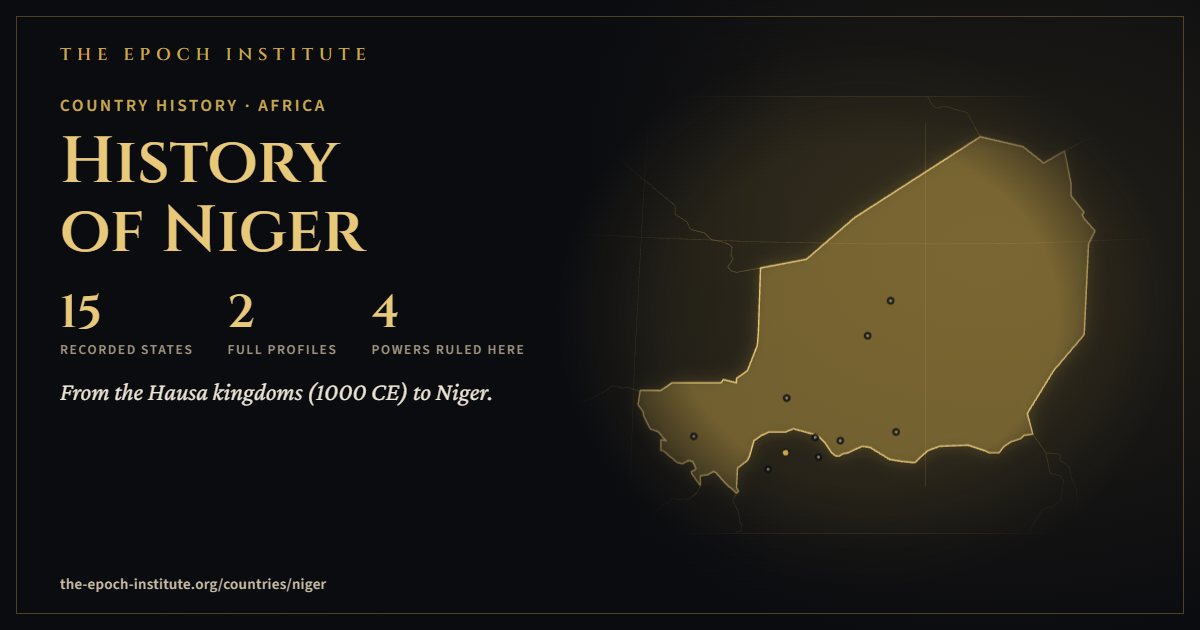 THE EPOCH INSTITUTE
COUNTRY HISTORY · AFRICA
HISTORY
OF NIGER
15 2 4
RECORDED STATES FULL PROFILES POWERS RULED HERE
From the Hausa kingdoms (1000 CE) to Niger.
the-epoch-institute.org/countries/niger